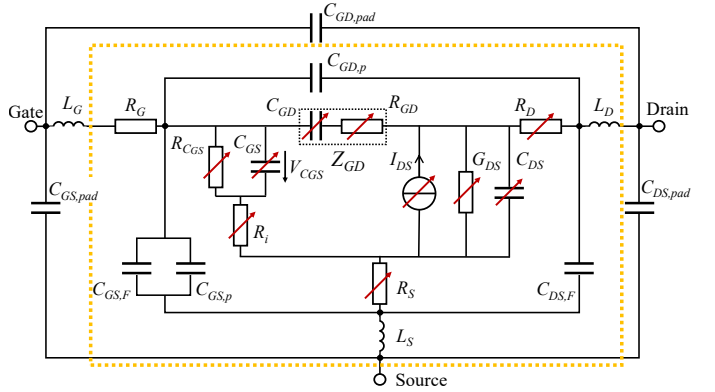 C_{GD,pad}
C_{GD,p}
Gate
L_G
R_G
C_{GD}
R_{GD}
R_D
L_D
Drain
R_{C_{GS}}
C_{GS}
V_{CGS}
Z_{GD}
I_{DS}
G_{DS}
C_{DS}
C_{GS,pad}
C_{DS,pad}
R_i
C_{GS,F}
C_{GS,p}
R_S
C_{DS,F}
L_S
Source